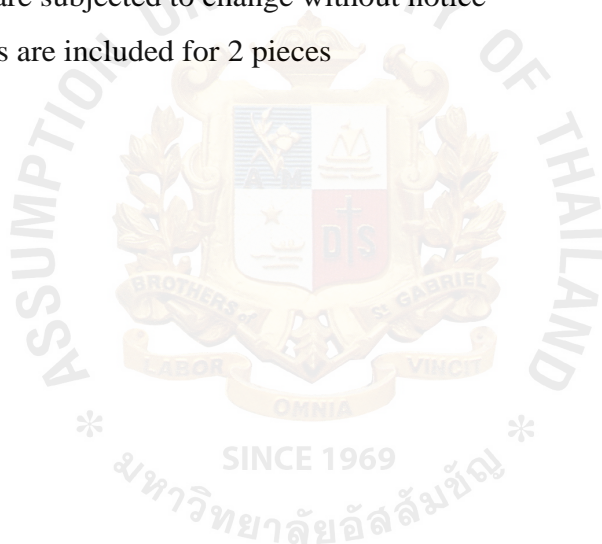 are subjected to change without notice
s are included for 2 pieces
ASSUMPTION UNIVERSITY OF THAILAND
A M
D S
BROTHERS of St GABRIEL
LABOR
OMNIA
VINCIT
SINCE 1969
มหาวิทยาลัยอัสสัมชัญ